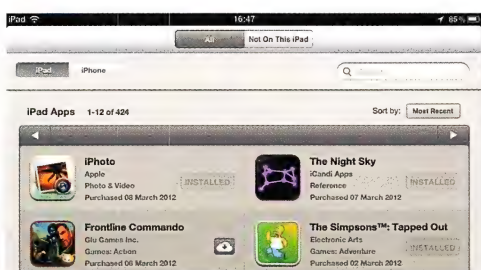 iPad 16:47 85%
All Not On This iPad
iPad iPhone
iPad Apps 1-12 of 424 Sort by: Most Recent
iPhoto
Apple
Photo & Video
Purchased 08 March 2012
INSTALLED
The Night Sky
iCandi Apps
Reference
Purchased 07 March 2012
INSTALLED
Frontline Commando
Glu Games Inc.
Games: Action
Purchased 06 March 2012
The Simpsons™: Tapped Out
Electronic Arts
Games: Adventure
Purchased 02 March 2012
INSTALLED